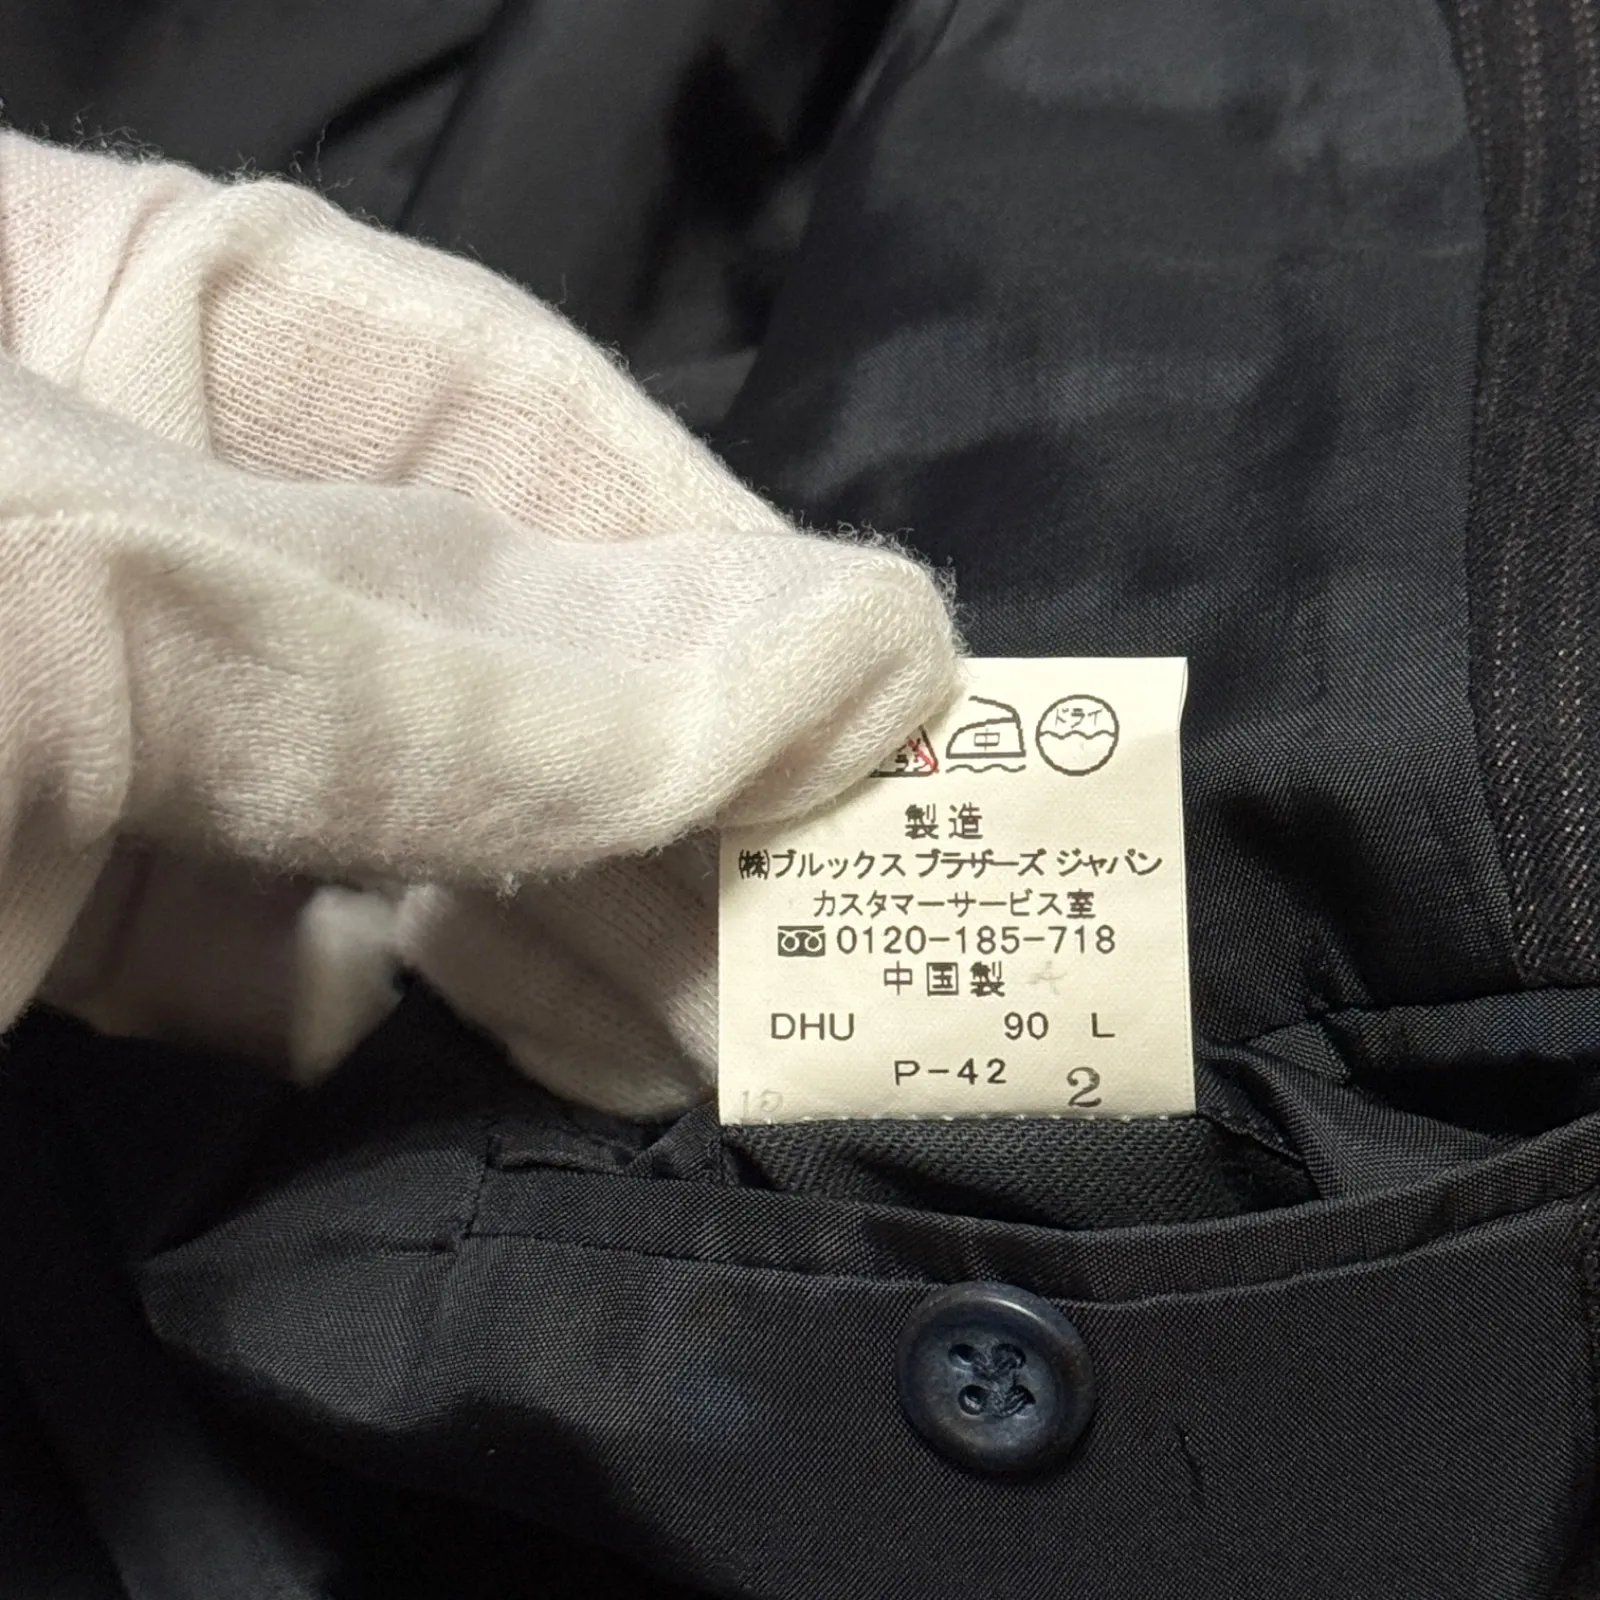 中 ドライ
製造
(株)ブルックス ブラザーズ ジャパン
カスタマーサービス室
0120-185-718
中国製
DHU 90 L
P-42 2